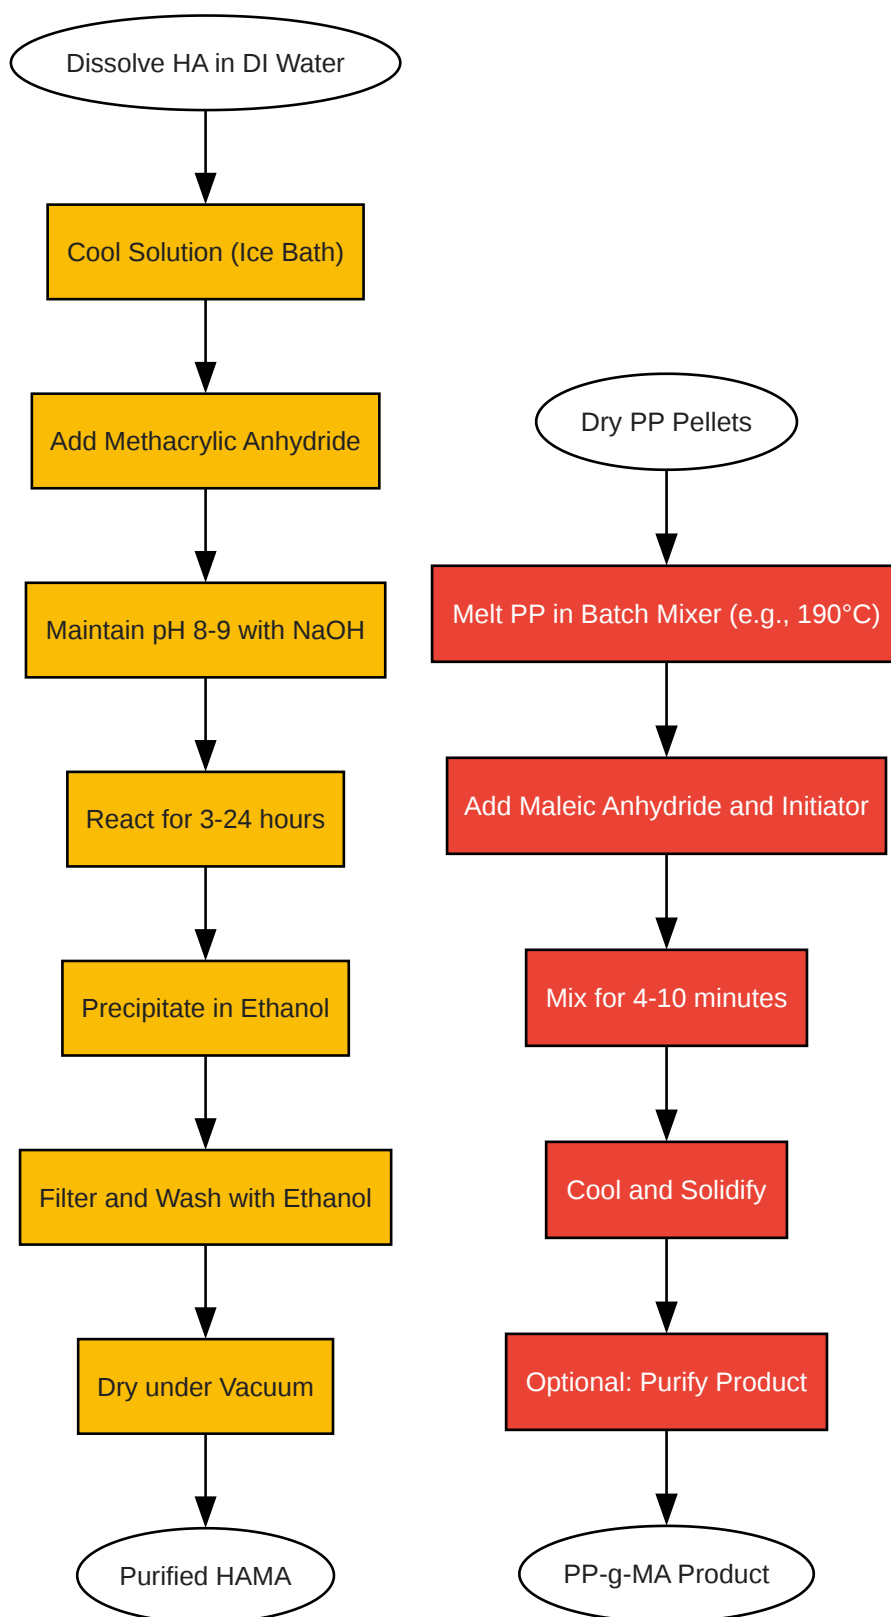 Dissolve HA in DI Water
Cool Solution (Ice Bath)
Add Methacrylic Anhydride
Maintain pH 8-9 with NaOH
React for 3-24 hours
Precipitate in Ethanol
Filter and Wash with Ethanol
Dry under Vacuum
Purified HAMA
Dry PP Pellets
Melt PP in Batch Mixer (e.g., 190°C)
Add Maleic Anhydride and Initiator
Mix for 4-10 minutes
Cool and Solidify
Optional: Purify Product
PP-g-MA Product